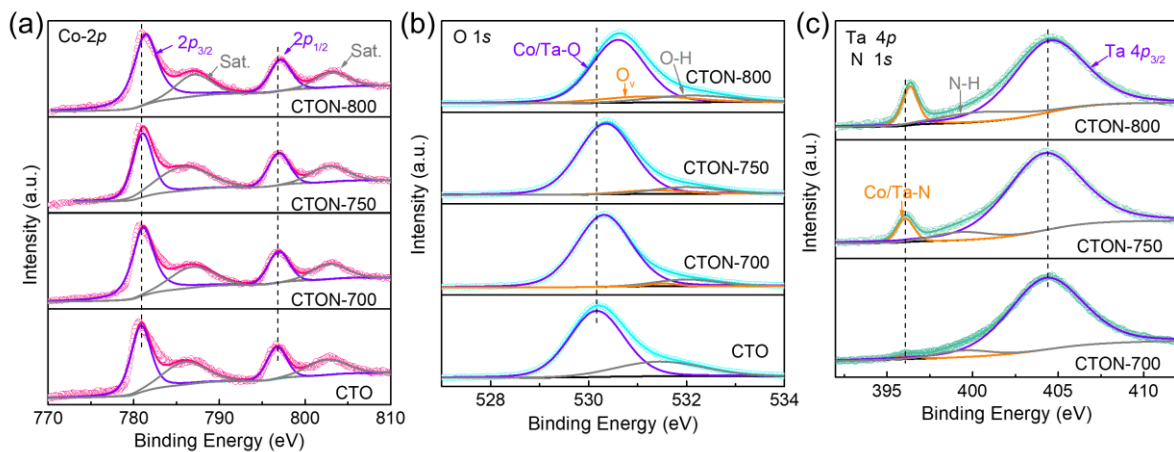 (a)
Co-2p
2p3/2
Sat.
2p1/2
Sat.
CTON-800
CTON-750
CTON-700
CTO
Intensity (a.u.)
770 780 790 800 810
Binding Energy (eV)
(b)
O 1s
Co/Ta-O
Ov
O-H
CTON-800
CTON-750
CTON-700
CTO
Intensity (a.u.)
528 530 532 534
Binding Energy (eV)
(c)
Ta 4p
N 1s
Ta 4p3/2
N-H
CTON-800
Co/Ta-N
CTON-750
CTON-700
Intensity (a.u.)
395 400 405 410
Binding Energy (eV)